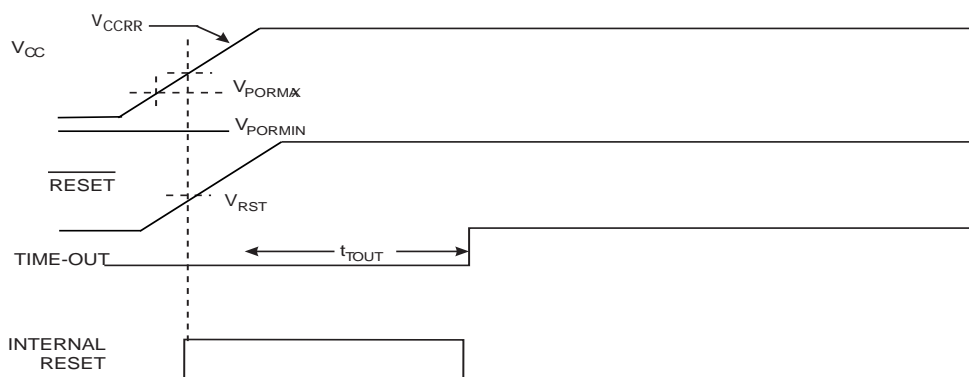 VCCRR
VCC
VPORMAX
VPORMIN
RESET
VRST
TIME-OUT
tTOUT
INTERNAL
RESET